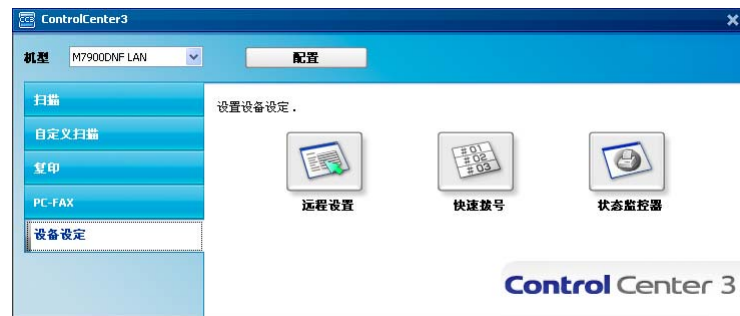 ControlCenter3
机型 M7900DNF LAN 配置
扫描
自定义扫描
复印
PC-FAX
设备设定
设置设备设定.
#01
#02
#03
远程设置 快速拨号 状态监控器
Control Center 3